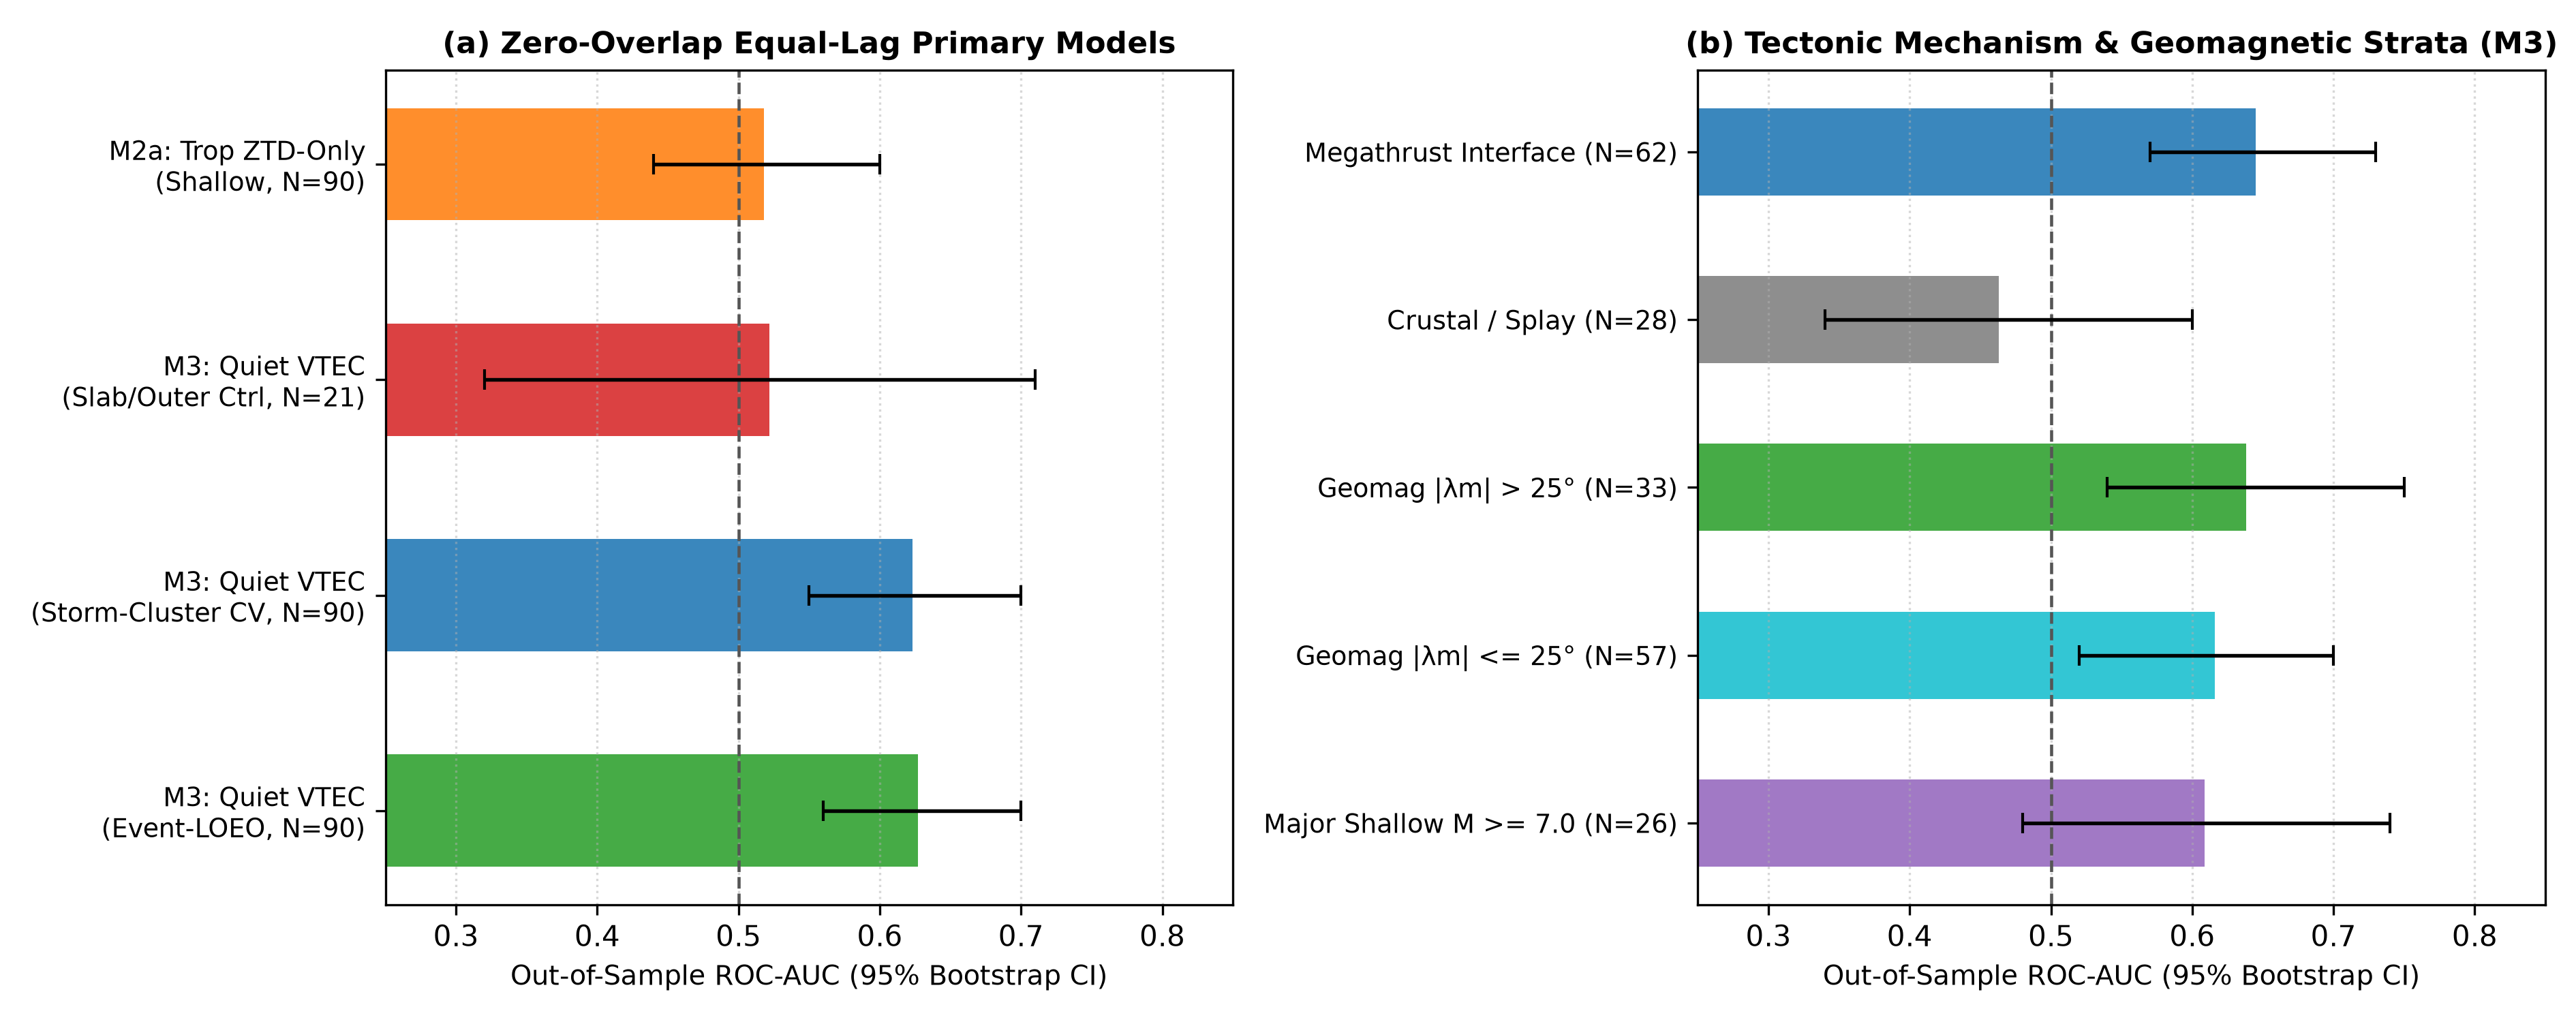 (a) Zero-Overlap Equal-Lag Primary Models
M2a: Trop ZTD-Only
(Shallow, N=90)
M3: Quiet VTEC
(Slab/Outer Ctrl, N=21)
M3: Quiet VTEC
(Storm-Cluster CV, N=90)
M3: Quiet VTEC
(Event-LOEO, N=90)
0.3 0.4 0.5 0.6 0.7 0.8
Out-of-Sample ROC-AUC (95% Bootstrap CI)
(b) Tectonic Mechanism & Geomagnetic Strata (M3)
Megathrust Interface (N=62)
Crustal / Splay (N=28)
Geomag |λm| > 25° (N=33)
Geomag |λm| <= 25° (N=57)
Major Shallow M >= 7.0 (N=26)
0.3 0.4 0.5 0.6 0.7 0.8
Out-of-Sample ROC-AUC (95% Bootstrap CI)